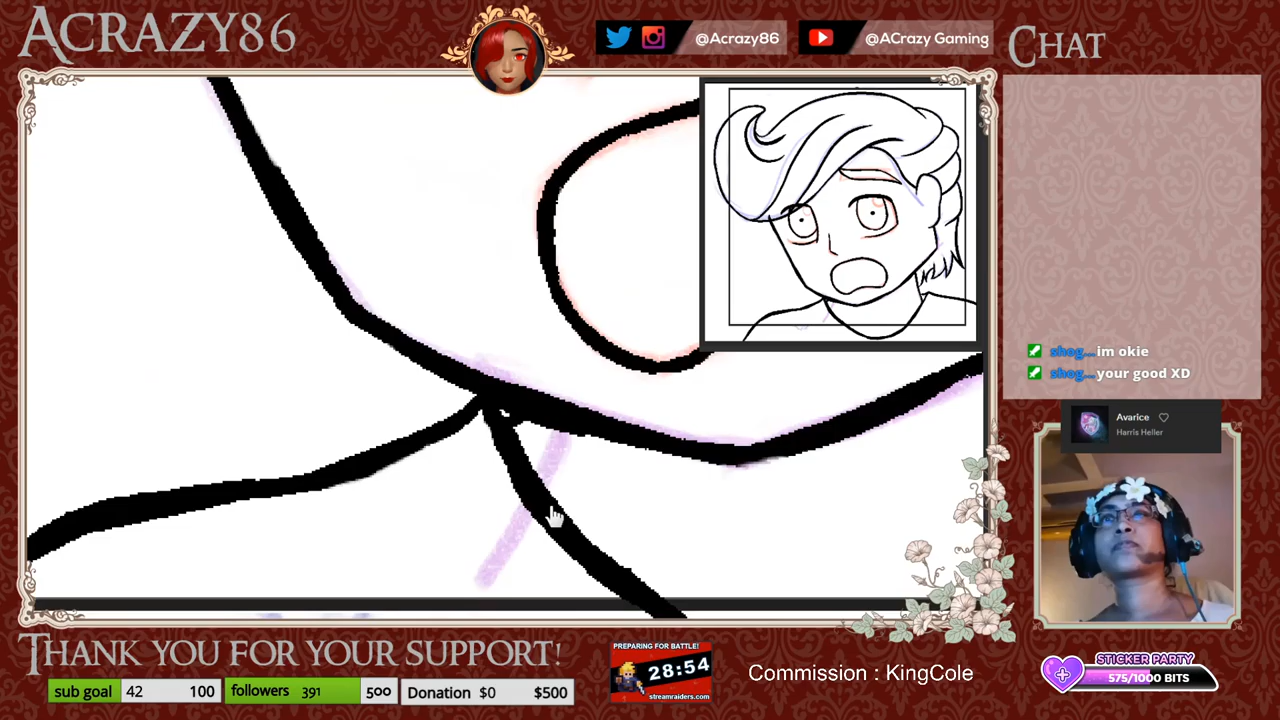 ACRAZY86
@Acrazy86
@ACrazy Gaming
CHAT
shog... im okie
shog... your good XD
Avarice
Harris Heller
THANK YOU FOR YOUR SUPPORT!
sub goal 42 100
followers 391 500
Donation $0 $500
PREPARING FOR BATTLE!
28:54
streamraiders.com
Commission : KingCole
STICKER PARTY
575/1000 BITS